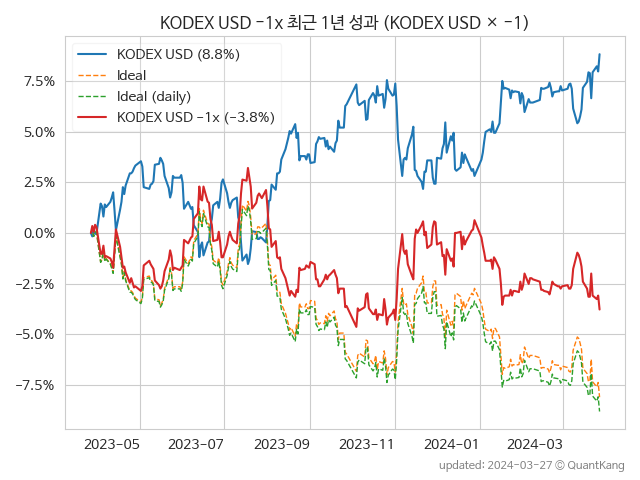 KODEX USD −1x 최근 1년 성과 (KODEX USD × −1)
KODEX USD (8.8%)
Ideal
Ideal (daily)
KODEX USD −1x (−3.8%)
7.5%
5.0%
2.5%
0.0%
−2.5%
−5.0%
−7.5%
2023-05
2023-07
2023-09
2023-11
2024-01
2024-03
updated: 2024-03-27 © QuantKang